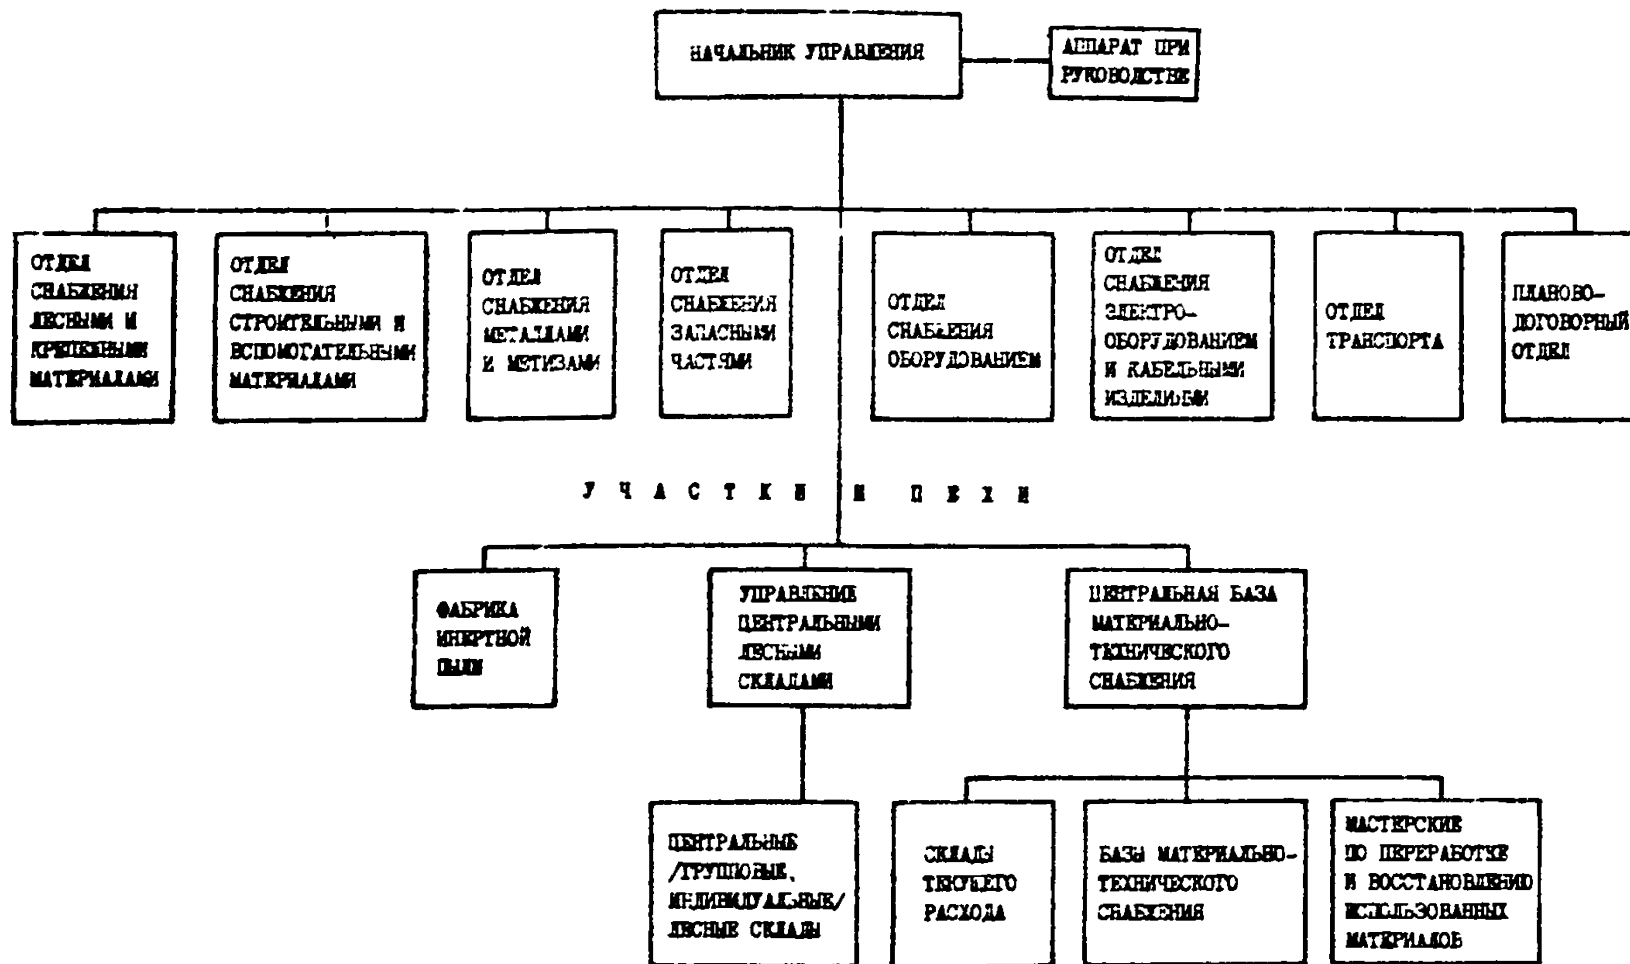 НАЧАЛЬНИК УПРАВЛЕНИЯ
АППАРАТ ПРИ
РУКОВОДСТВЕ
ОТДЕЛ
СНАБЖЕНИЯ
ЛЕСНЫМИ И
КРЕПЕЖНЫМИ
МАТЕРИАЛАМИ
ОТДЕЛ
СНАБЖЕНИЯ
СТРОИТЕЛЬНЫМИ И
ВСПОМОГАТЕЛЬНЫМИ
МАТЕРИАЛАМИ
ОТДЕЛ
СНАБЖЕНИЯ
МЕТАЛЛАМИ
И МЕТИЗАМИ
ОТДЕЛ
СНАБЖЕНИЯ
ЗАПАСНЫМИ
ЧАСТЯМИ
ОТДЕЛ
СНАБЖЕНИЯ
ОБОРУДОВАНИЕМ
ОТДЕЛ
СНАБЖЕНИЯ
ЭЛЕКТРО-
ОБОРУДОВАНИЕМ
И КАБЕЛЬНЫМИ
ИЗДЕЛИЯМИ
ОТДЕЛ
ТРАНСПОРТА
ПЛАНОВО-
ДОГОВОРНЫЙ
ОТДЕЛ
УЧАСТКИ И ЦЕХИ
ФАБРИКА
ИНЕРТНОЙ
ПЫЛИ
УПРАВЛЕНИЕ
ЦЕНТРАЛЬНЫМИ
ЛЕСНЫМИ
СКЛАДАМИ
ЦЕНТРАЛЬНАЯ БАЗА
МАТЕРИАЛЬНО-
ТЕХНИЧЕСКОГО
СНАБЖЕНИЯ
ЦЕНТРАЛЬНЫЕ
/ГРУППОВЫЕ,
ИНДИВИДУАЛЬНЫЕ/
ЛЕСНЫЕ СКЛАДЫ
СКЛАДЫ
ТЕКУЩЕГО
РАСХОДА
БАЗЫ МАТЕРИАЛЬНО-
ТЕХНИЧЕСКОГО
СНАБЖЕНИЯ
МАСТЕРСКИЕ
ПО ПЕРЕРАБОТКЕ
И ВОССТАНОВЛЕНИЮ
ИСПОЛЬЗОВАННЫХ
МАТЕРИАЛОВ